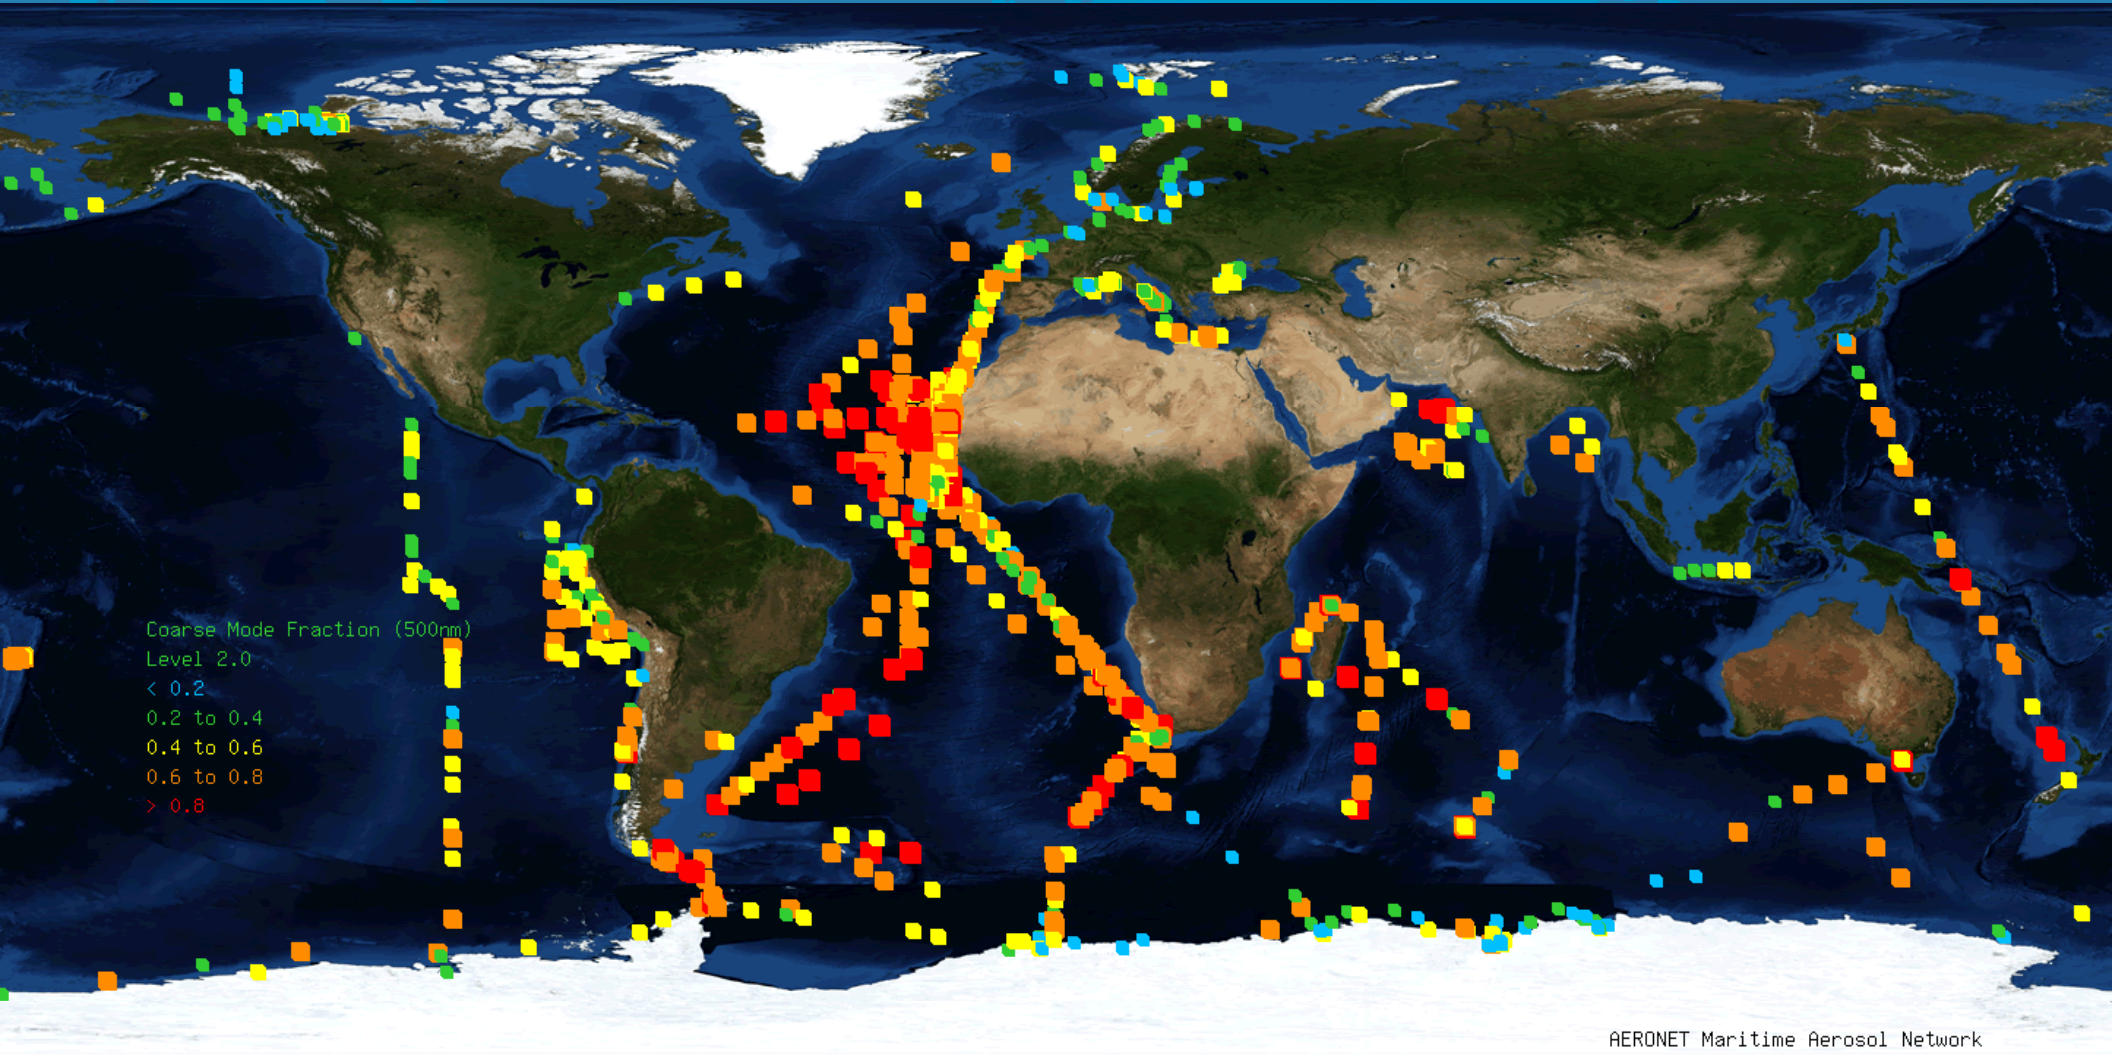 Coarse Mode Fraction (500nm)
Level 2.0
< 0.2
0.2 to 0.4
0.4 to 0.6
0.6 to 0.8
> 0.8
AERONET Maritime Aerosol Network